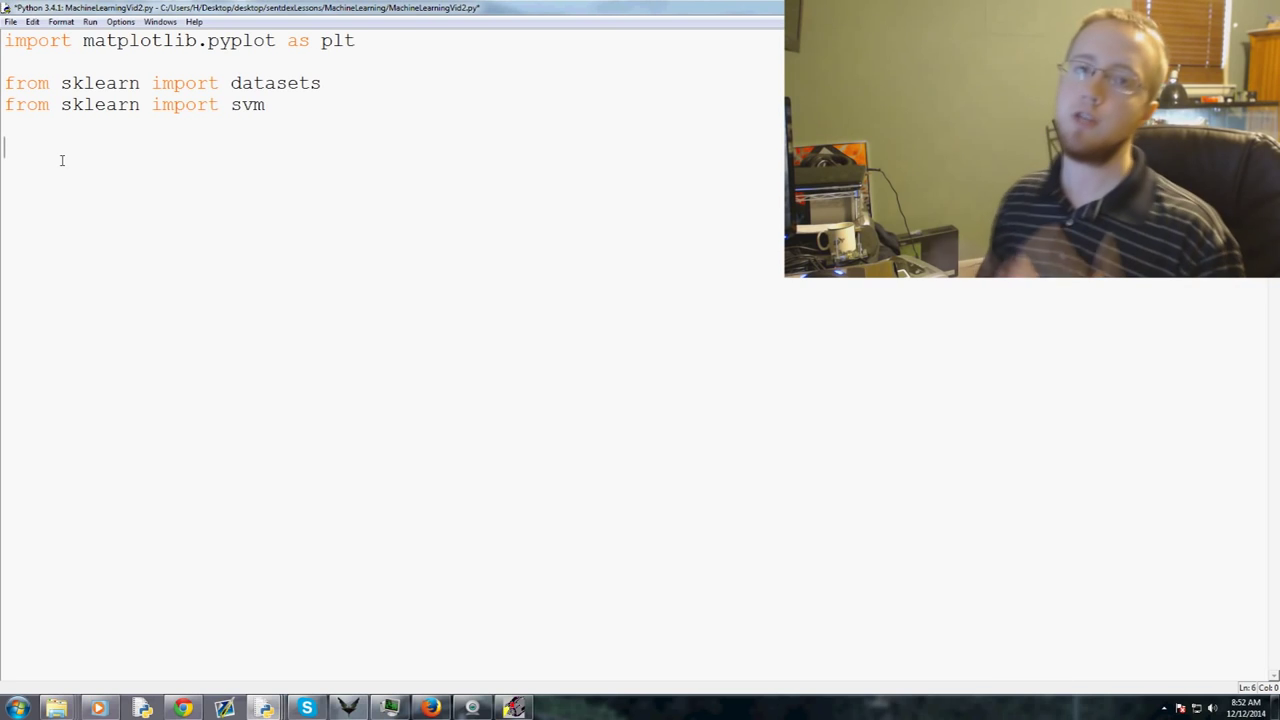 *Python 3.4.1: MachineLearningVid2.py - C:/Users/H/Desktop/desktop/sentdexLessons/MachineLearning/MachineLearningVid2.py*
File Edit Format Run Options Windows Help
import matplotlib.pyplot as plt
from sklearn import datasets
from sklearn import svm
Ln: 6 Col: 0
8:52 AM
12/12/2014